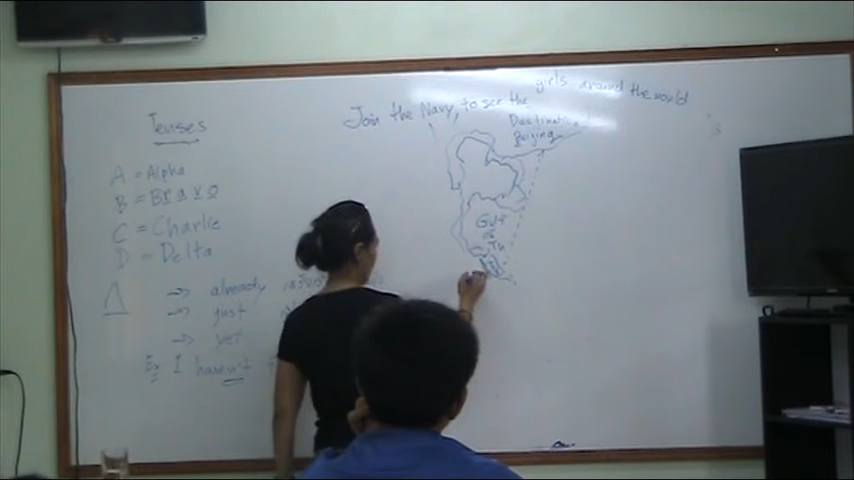 Tenses
A = Alpha
B = Bravo
C = Charlie
D = Delta
already
just
yet
Ex I haven't
Join the Navy to see the
girls around the world
Destination
Beijing
Gulf
of